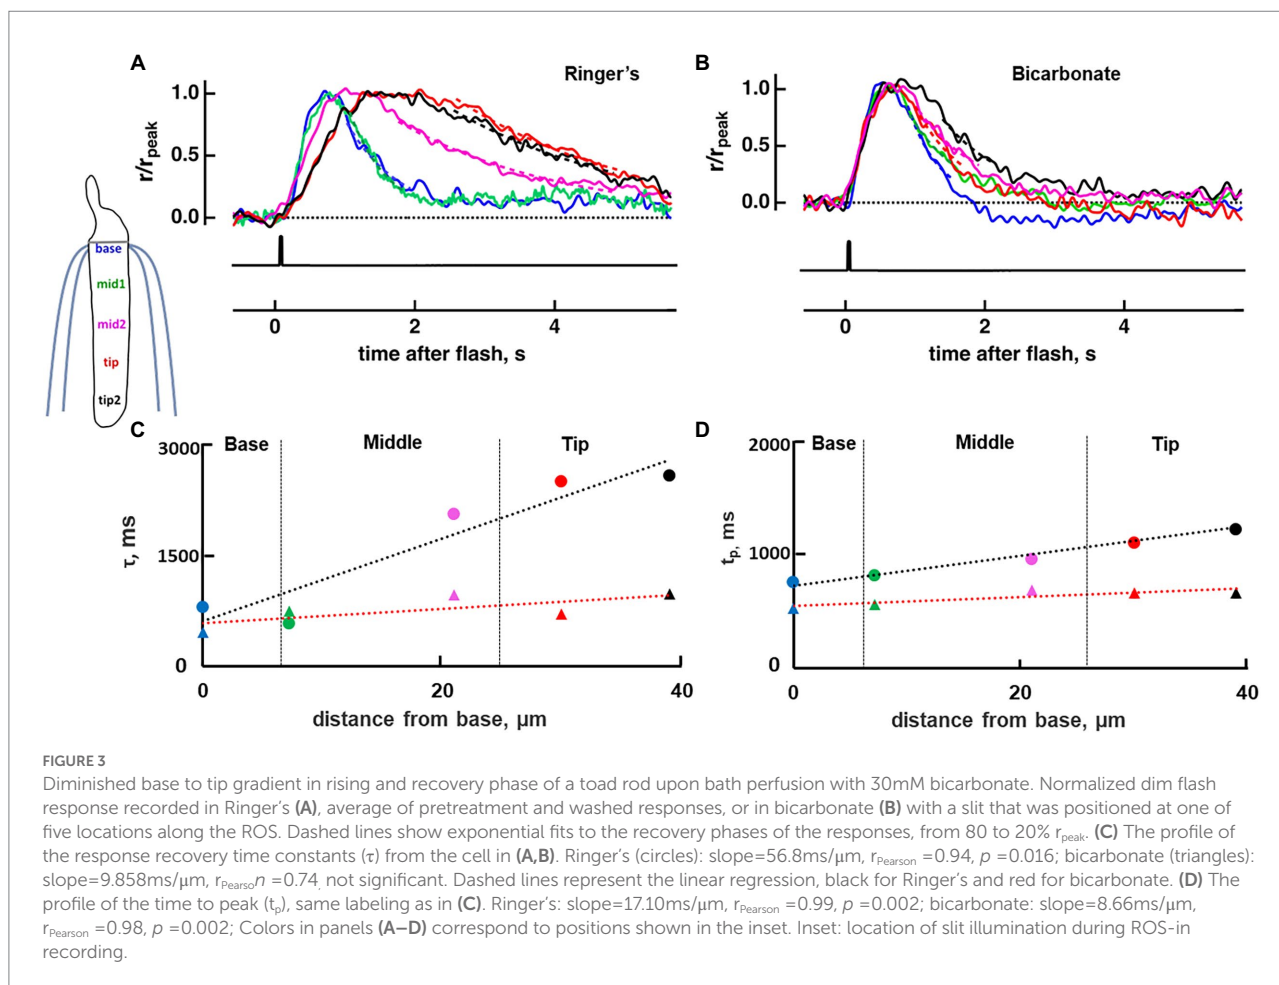 A
Ringer's
r/rpeak
1.0
0.5
0.0
0
2
4
time after flash, s
B
Bicarbonate
r/rpeak
1.0
0.5
0.0
0
2
4
time after flash, s
base
mid1
mid2
tip
tip2
C
Base
Middle
Tip
τ, ms
3000
1500
0
0
20
40
distance from base, μm
D
Base
Middle
Tip
tp, ms
2000
1000
0
0
20
40
distance from base, μm
FIGURE 3
Diminished base to tip gradient in rising and recovery phase of a toad rod upon bath perfusion with 30mM bicarbonate. Normalized dim flash
response recorded in Ringer's (A), average of pretreatment and washed responses, or in bicarbonate (B) with a slit that was positioned at one of
five locations along the ROS. Dashed lines show exponential fits to the recovery phases of the responses, from 80 to 20% rpeak. (C) The profile of
the response recovery time constants (τ) from the cell in (A,B). Ringer's (circles): slope=56.8ms/μm, rPearson =0.94, p =0.016; bicarbonate (triangles):
slope=9.858ms/μm, rPearson =0.74, not significant. Dashed lines represent the linear regression, black for Ringer's and red for bicarbonate. (D) The
profile of the time to peak (tp), same labeling as in (C). Ringer's: slope=17.10ms/μm, rPearson =0.99, p =0.002; bicarbonate: slope=8.66ms/μm,
rPearson =0.98, p =0.002; Colors in panels (A–D) correspond to positions shown in the inset. Inset: location of slit illumination during ROS-in
recording.